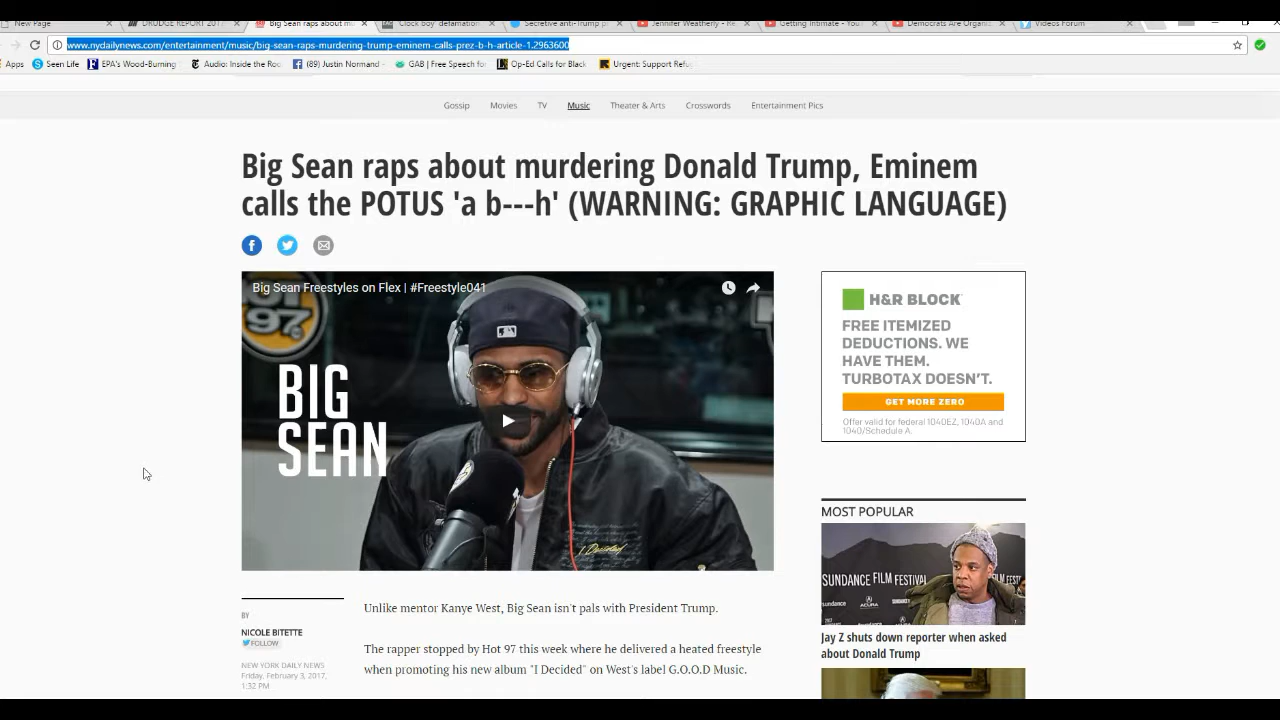 New Page
DRUDGE REPORT 2017
Big Sean raps about mu
'Clock boy' defamation
Secretive anti-Trump p
Jennifer Weatherly - Re
Getting Intimate - You
Democrats Are Organiz
Videos Forum
www.nydailynews.com/entertainment/music/big-sean-raps-murdering-trump-eminem-calls-prez-b-h-article-1.2963600
Apps
Seen Life
EPA's Wood-Burning
Audio: Inside the Roo
(89) Justin Normand -
GAB | Free Speech fo
Op-Ed Calls for Black
Urgent: Support Refu
Gossip Movies TV Music Theater & Arts Crosswords Entertainment Pics
Big Sean raps about murdering Donald Trump, Eminem
calls the POTUS 'a b---h' (WARNING: GRAPHIC LANGUAGE)
Big Sean Freestyles on Flex | #Freestyle041
97
BIG
SEAN
I Decided
H&R BLOCK
FREE ITEMIZED
DEDUCTIONS. WE
HAVE THEM.
TURBOTAX DOESN'T.
GET MORE ZERO
Offer valid for federal 1040EZ, 1040A and
1040/Schedule A.
MOST POPULAR
SUNDANCE FILM FESTIVAL
sundance
ACURA
Jay Z shuts down reporter when asked
about Donald Trump
BY
NICOLE BITETTE
FOLLOW
NEW YORK DAILY NEWS
Friday, February 3, 2017,
1:32 PM
Unlike mentor Kanye West, Big Sean isn't pals with President Trump.
The rapper stopped by Hot 97 this week where he delivered a heated freestyle
when promoting his new album "I Decided" on West's label G.O.O.D Music.